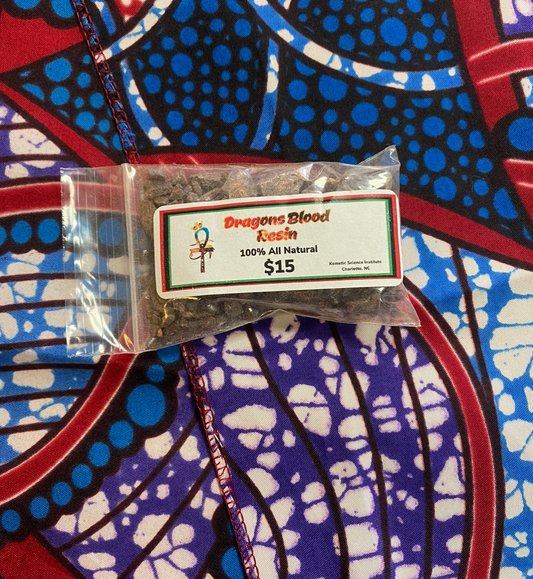 Dragons Blood
Resin
100% All Natural
$15
Kemetic Science Institute
Charlotte, NC